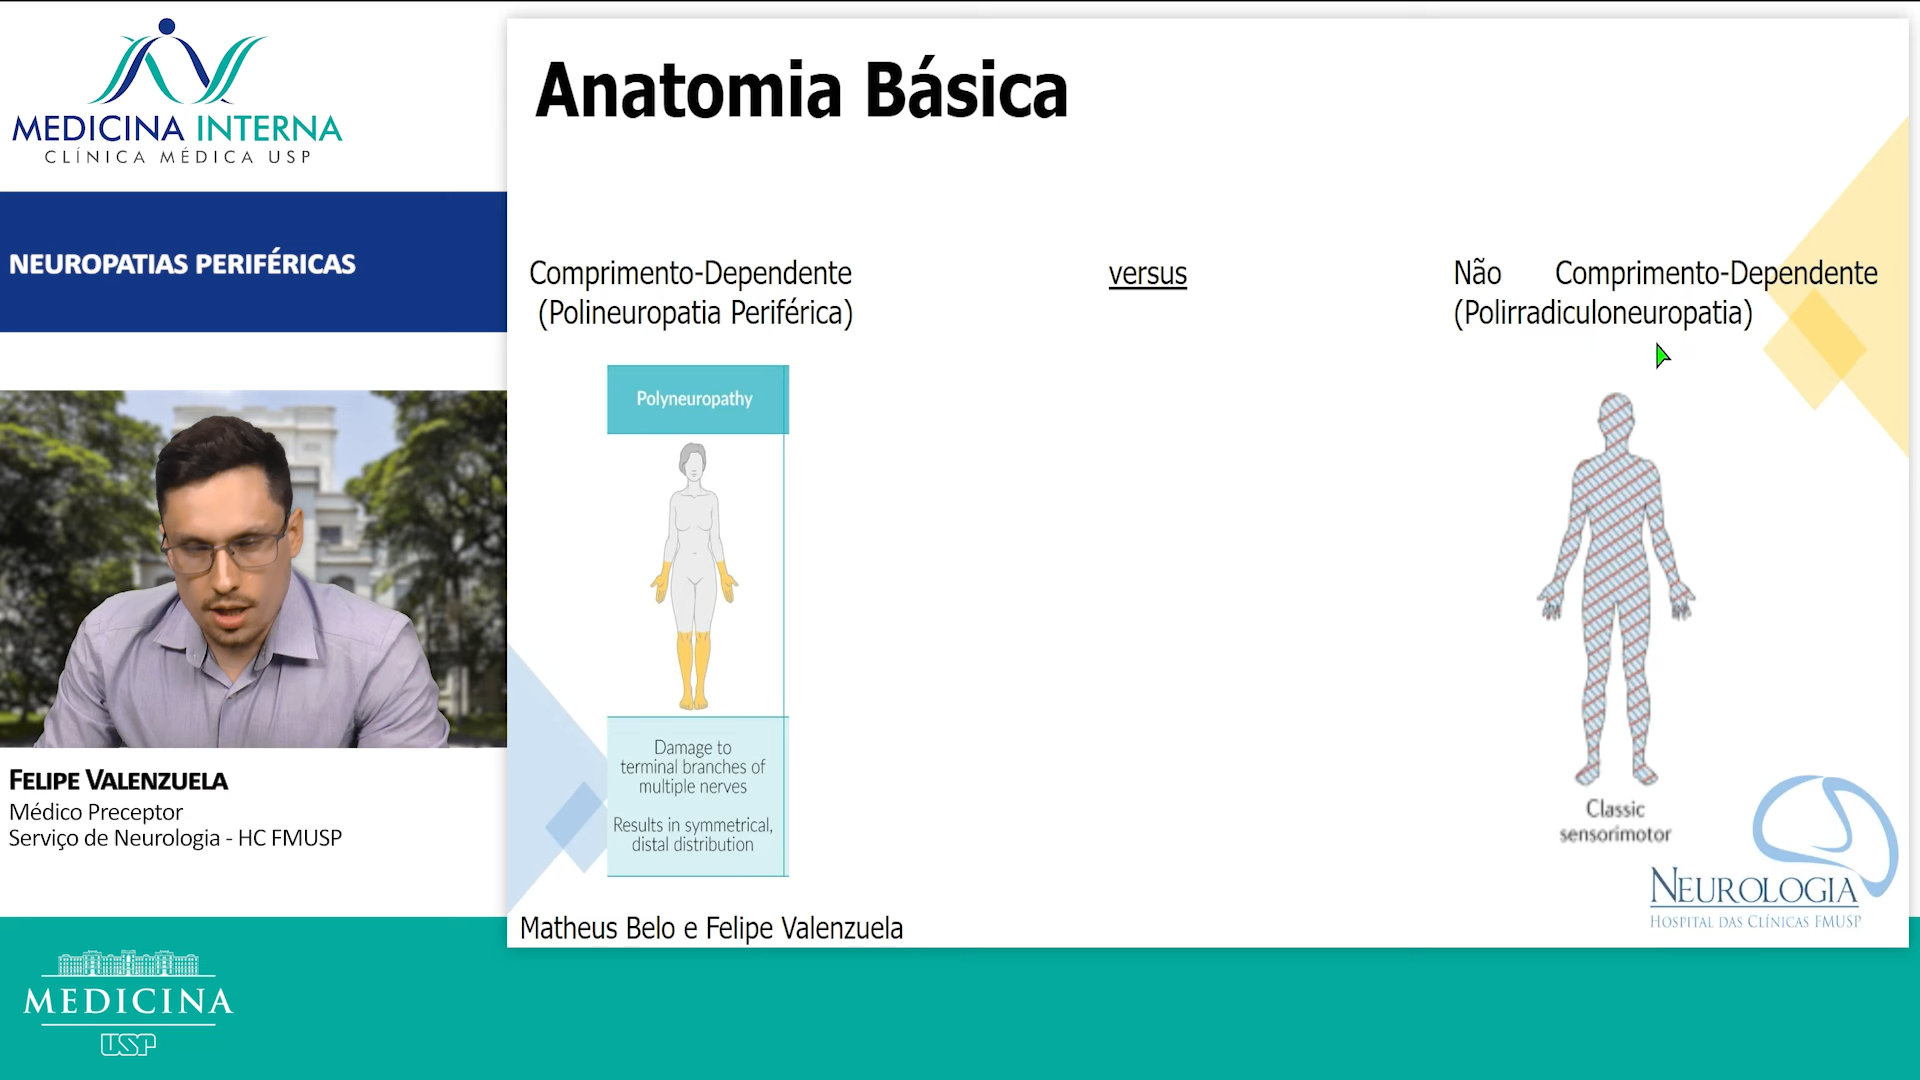 MEDICINA INTERNA
CLÍNICA MÉDICA USP
NEUROPATIAS PERIFÉRICAS
FELIPE VALENZUELA
Médico Preceptor
Serviço de Neurologia - HC FMUSP
MEDICINA
USP
Anatomia Básica
Comprimento-Dependente
(Polineuropatia Periférica)
versus
Não Comprimento-Dependente
(Polirradiculoneuropatia)
Polyneuropathy
Damage to
terminal branches of
multiple nerves
Results in symmetrical,
distal distribution
Classic
sensorimotor
NEUROLOGIA
HOSPITAL DAS CLÍNICAS FMUSP
Matheus Belo e Felipe Valenzuela